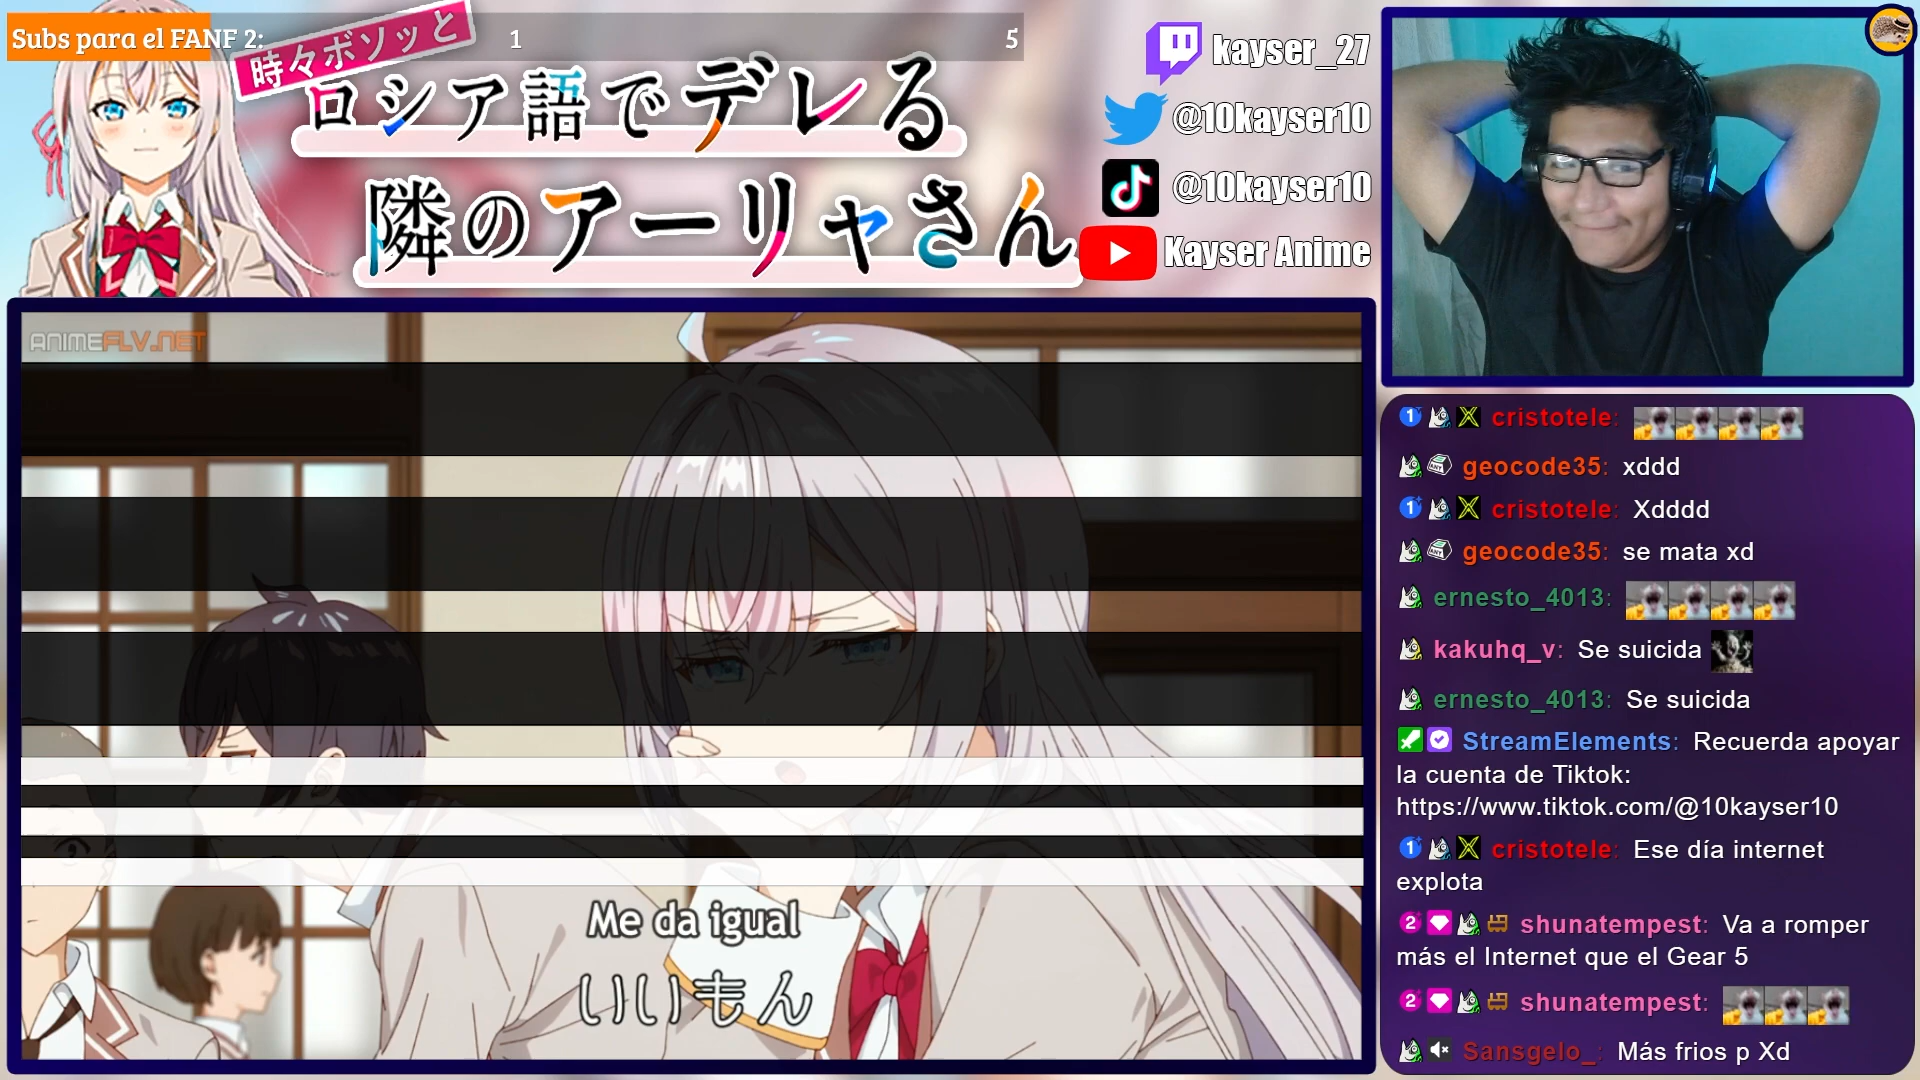 Subs para el FANF 2:
1
5
時々ボソッと
ロシア語でデレる
隣のアーリャさん
kayser_27
@10kayser10
@10kayser10
Kayser Anime
ANIMEFLV.NET
Me da igual
いいもん
cristotele:
geocode35: xddd
cristotele: Xdddd
geocode35: se mata xd
ernesto_4013:
kakuhq_v: Se suicida
ernesto_4013: Se suicida
StreamElements: Recuerda apoyar
la cuenta de Tiktok:
https://www.tiktok.com/@10kayser10
cristotele: Ese día internet
explota
shunatempest: Va a romper
más el Internet que el Gear 5
shunatempest:
Sansgelo_: Más frios p Xd